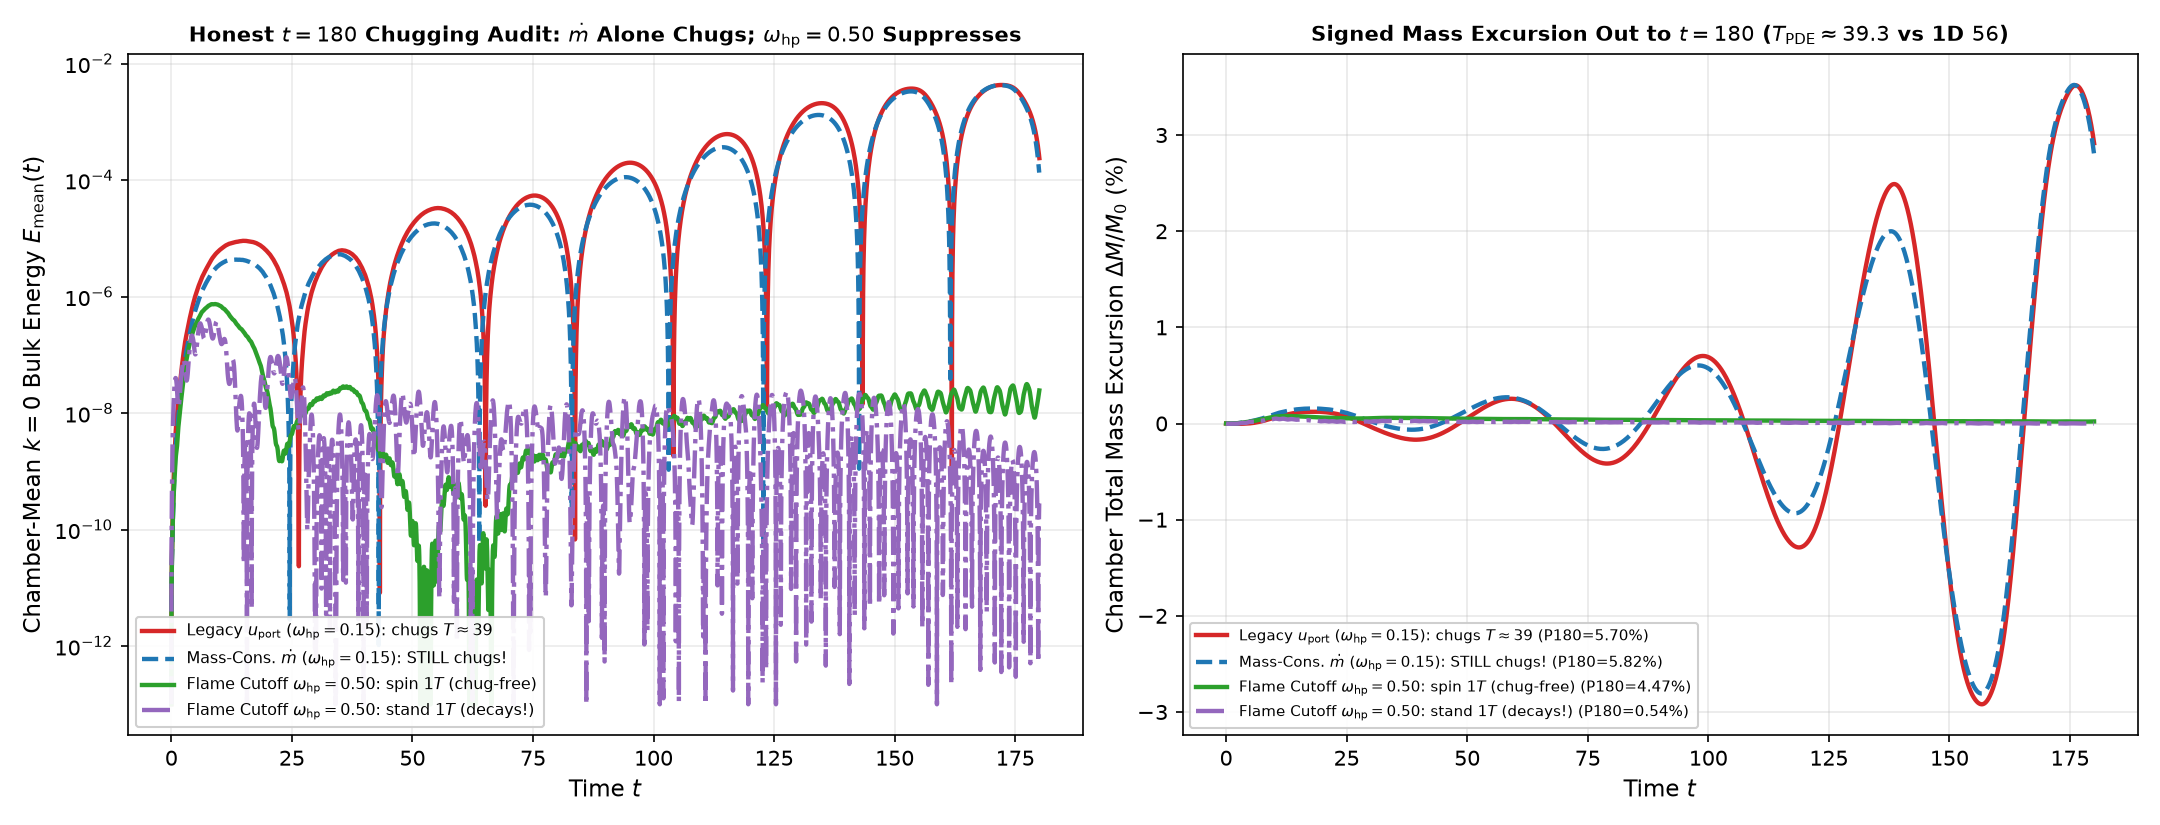 Honest t = 180 Chugging Audit: ṁ Alone Chugs; ω_hp = 0.50 Suppresses
Chamber-Mean k = 0 Bulk Energy E_mean(t)
10⁻²
10⁻⁴
10⁻⁶
10⁻⁸
10⁻¹⁰
10⁻¹²
Legacy u_port (ω_hp = 0.15): chugs T ≈ 39
Mass-Cons. ṁ (ω_hp = 0.15): STILL chugs!
Flame Cutoff ω_hp = 0.50: spin 1T (chug-free)
Flame Cutoff ω_hp = 0.50: stand 1T (decays!)
0 25 50 75 100 125 150 175
Time t
Signed Mass Excursion Out to t = 180 (T_PDE ≈ 39.3 vs 1D 56)
Chamber Total Mass Excursion ΔM/M₀ (%)
3
2
1
0
−1
−2
−3
Legacy u_port (ω_hp = 0.15): chugs T ≈ 39 (P180=5.70%)
Mass-Cons. ṁ (ω_hp = 0.15): STILL chugs! (P180=5.82%)
Flame Cutoff ω_hp = 0.50: spin 1T (chug-free) (P180=4.47%)
Flame Cutoff ω_hp = 0.50: stand 1T (decays!) (P180=0.54%)
0 25 50 75 100 125 150 175
Time t